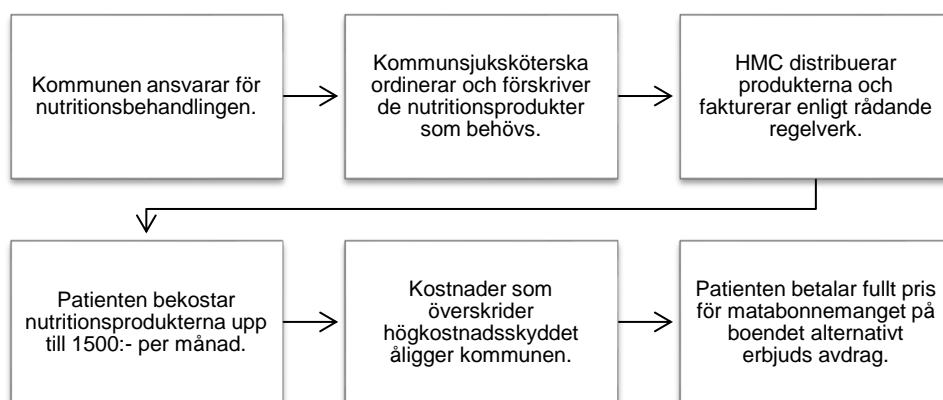 Kommunen ansvarar för
nutritionsbehandlingen.
Kommunsjuksköterska
ordinerar och förskriver
de nutritionsprodukter
som behövs.
HMC distribuerar
produkterna och
fakturerar enligt rådande
regelverk.
Patienten bekostar
nutritionsprodukterna upp
till 1500:- per månad.
Kostnader som
överskrider
högkostnadsskyddet
åligger kommunen.
Patienten betalar fullt pris
för matabonnemanget på
boendet alternativt
erbjuds avdrag.